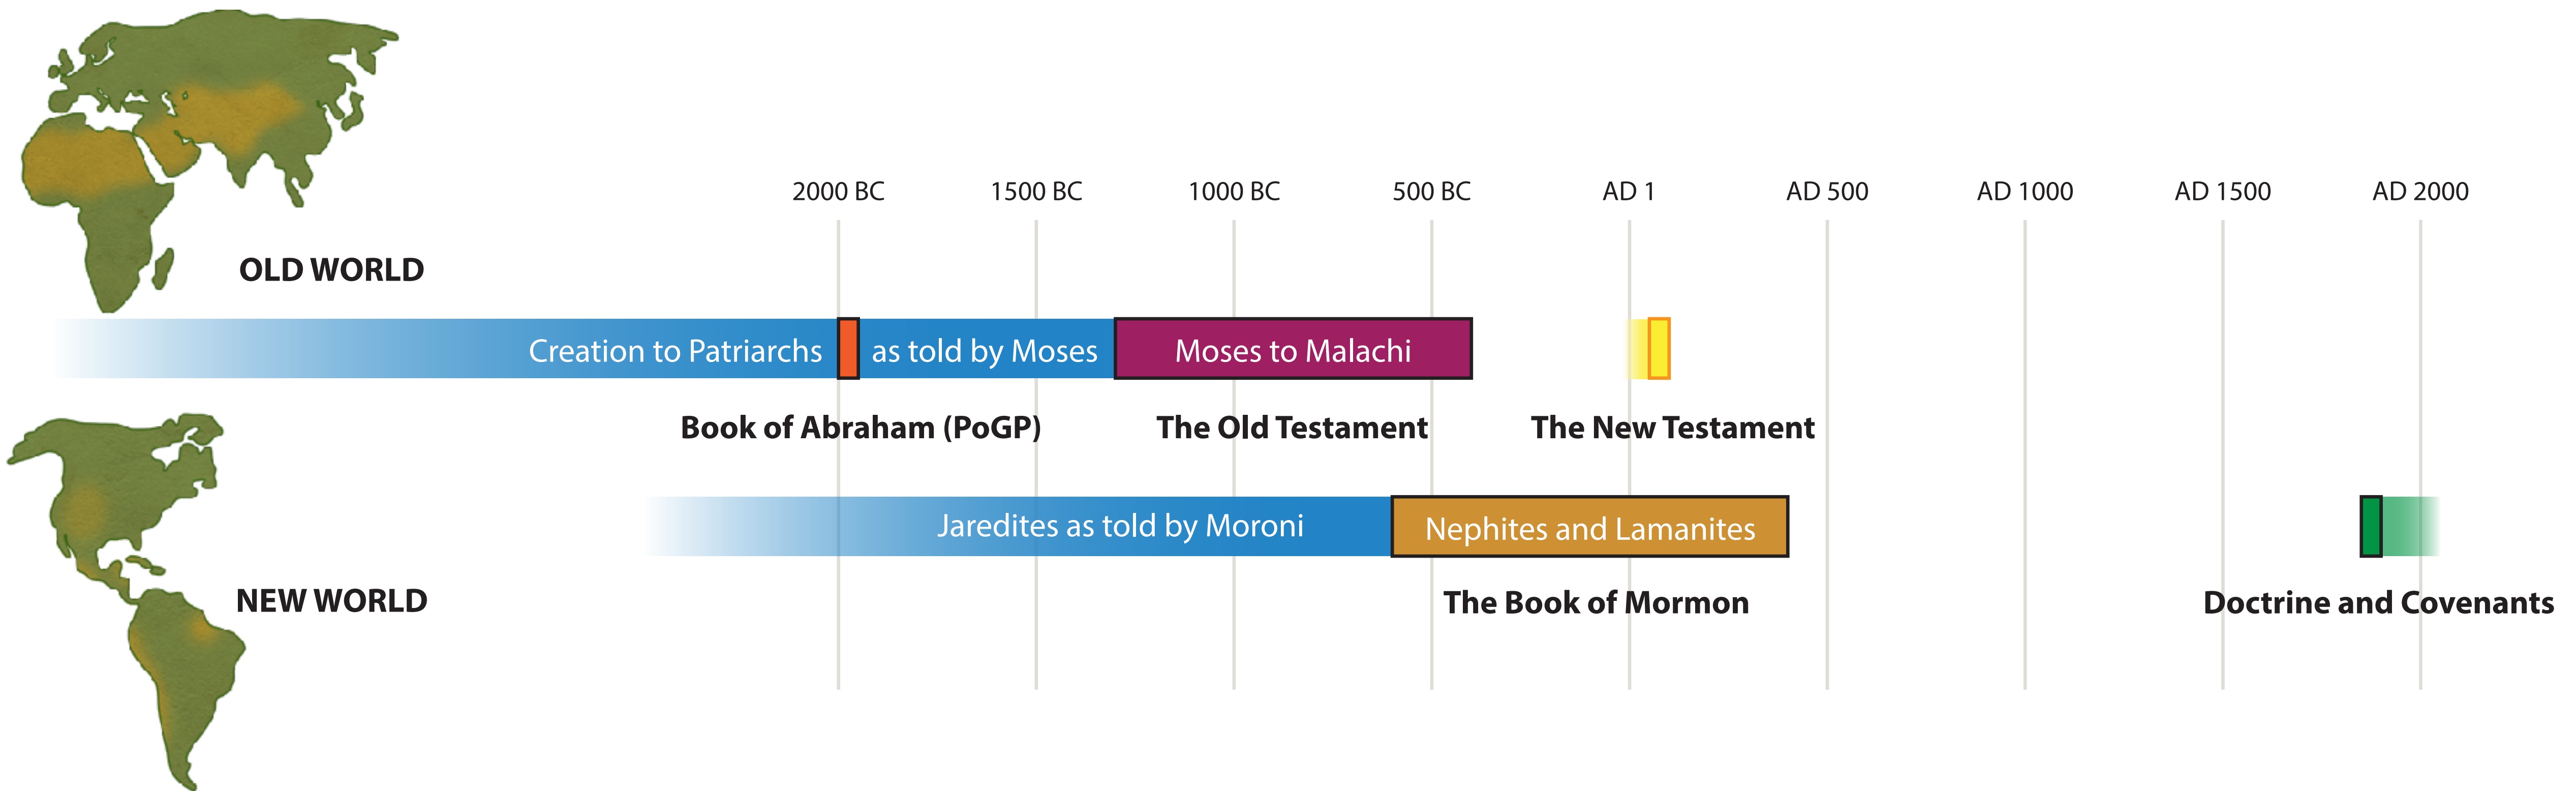 2000 BC
1500 BC
1000 BC
500 BC
AD 1
AD 500
AD 1000
AD 1500
AD 2000
OLD WORLD
Creation to Patriarchs
as told by Moses
Moses to Malachi
Book of Abraham (PoGP)
The Old Testament
The New Testament
Jaredites as told by Moroni
Nephites and Lamanites
NEW WORLD
The Book of Mormon
Doctrine and Covenants